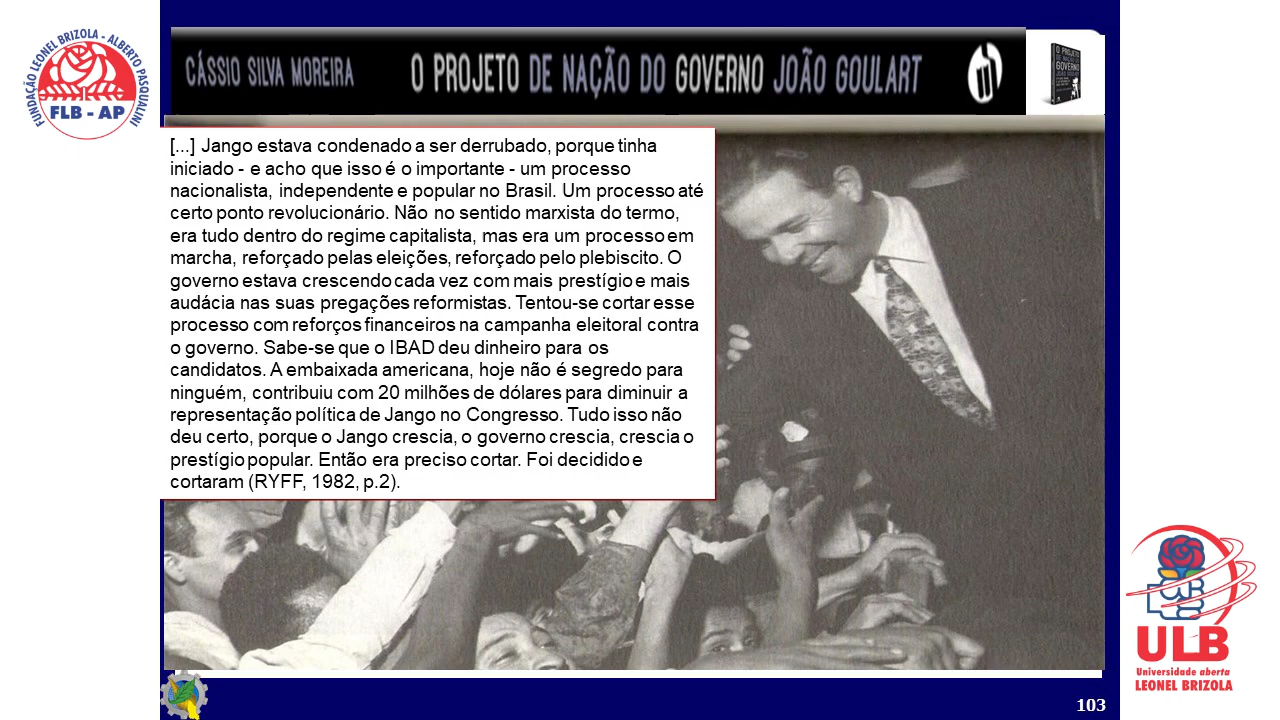 FUNDAÇÃO LEONEL BRIZOLA - ALBERTO PASQUALINI
FLB - AP
CÁSSIO SILVA MOREIRA
O PROJETO DE NAÇÃO DO GOVERNO JOÃO GOULART
O PROJETO
DE NAÇÃO DO
GOVERNO
JOÃO GOULART
[...] Jango estava condenado a ser derrubado, porque tinha
iniciado - e acho que isso é o importante - um processo
nacionalista, independente e popular no Brasil. Um processo até
certo ponto revolucionário. Não no sentido marxista do termo,
era tudo dentro do regime capitalista, mas era um processo em
marcha, reforçado pelas eleições, reforçado pelo plebiscito. O
governo estava crescendo cada vez com mais prestígio e mais
audácia nas suas pregações reformistas. Tentou-se cortar esse
processo com reforços financeiros na campanha eleitoral contra
o governo. Sabe-se que o IBAD deu dinheiro para os
candidatos. A embaixada americana, hoje não é segredo para
ninguém, contribuiu com 20 milhões de dólares para diminuir a
representação política de Jango no Congresso. Tudo isso não
deu certo, porque o Jango crescia, o governo crescia, crescia o
prestígio popular. Então era preciso cortar. Foi decidido e
cortaram (RYFF, 1982, p.2).
ULB
Universidade aberta
LEONEL BRIZOLA
103